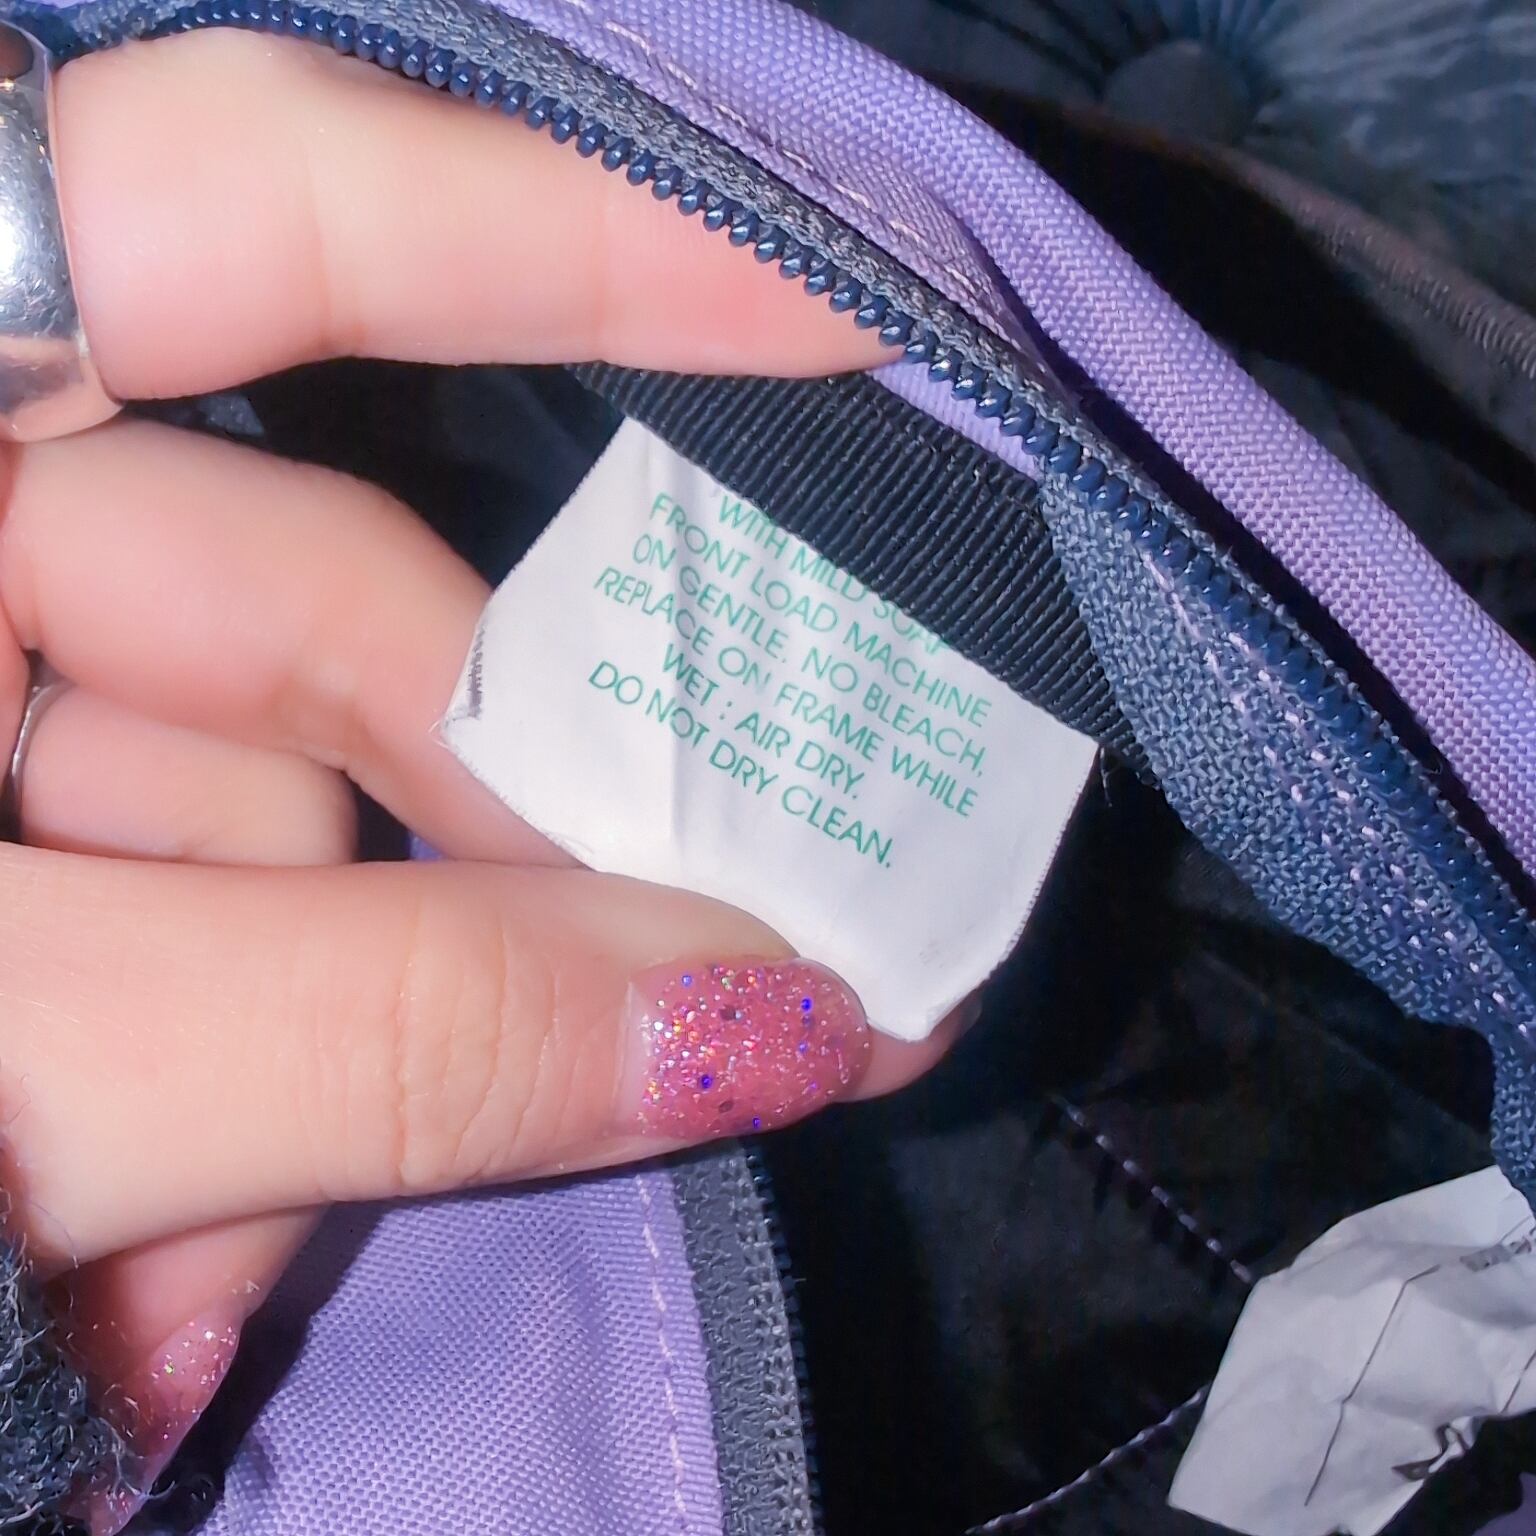 WITH MILD SOAP
FRONT LOAD MACHINE
ON GENTLE. NO BLEACH,
REPLACE ON FRAME WHILE
WET : AIR DRY.
DO NOT DRY CLEAN.